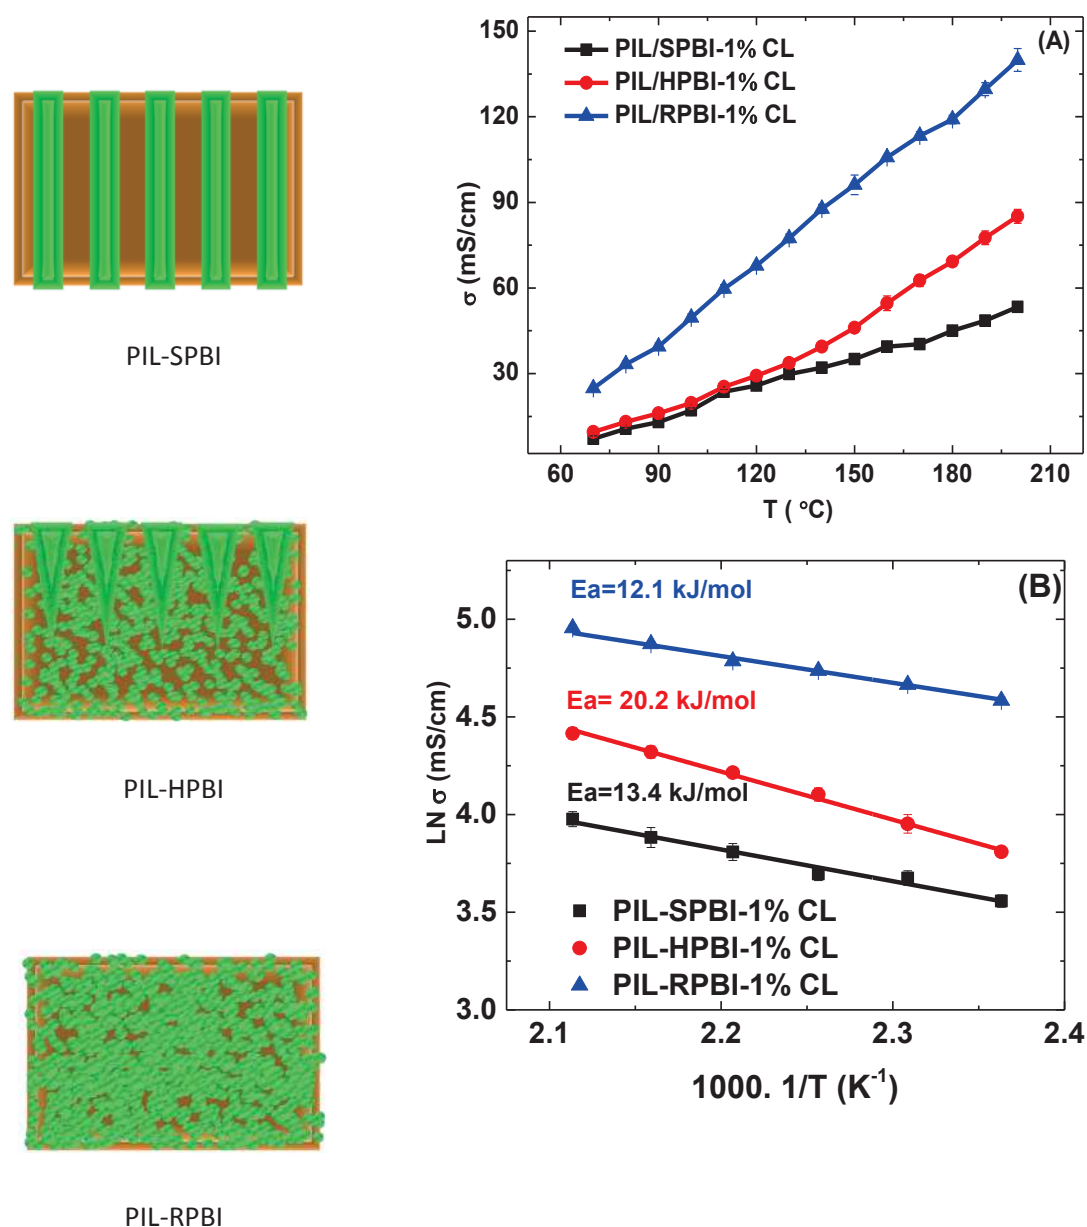 PIL-SPBI
PIL-HPBI
PIL-RPBI
(A)
PIL/SPBI-1% CL
PIL/HPBI-1% CL
PIL/RPBI-1% CL
150
120
90
60
30
σ (mS/cm)
60 90 120 150 180 210
T ( °C)
(B)
Ea=12.1 kJ/mol
Ea= 20.2 kJ/mol
Ea=13.4 kJ/mol
5.0
4.5
4.0
3.5
3.0
LN σ (mS/cm)
PIL-SPBI-1% CL
PIL-HPBI-1% CL
PIL-RPBI-1% CL
2.1 2.2 2.3 2.4
1000. 1/T (K⁻¹)